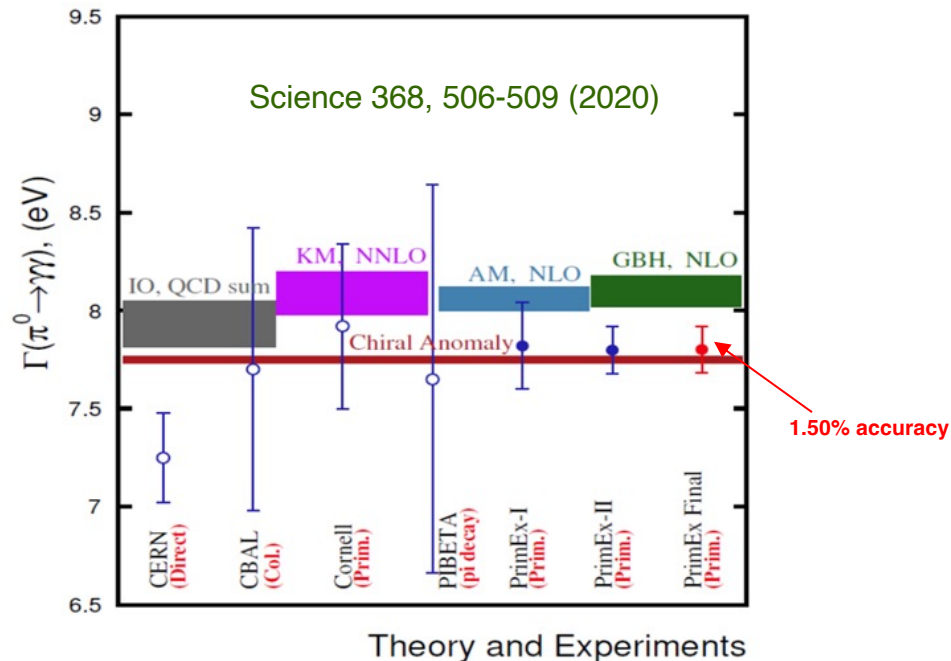 9.5
9
8.5
8
7.5
7
6.5
Γ(π⁰→γγ), (eV)
Science 368, 506-509 (2020)
KM, NNLO
AM, NLO
GBH, NLO
IO, QCD sum
Chiral Anomaly
1.50% accuracy
CERN
(Direct)
CBAL
(Col.)
Cornell
(Prim.)
PIBETA
(pi decay)
PrimEx-I
(Prim.)
PrimEx-II
(Prim.)
PrimEx Final
(Prim.)
Theory and Experiments